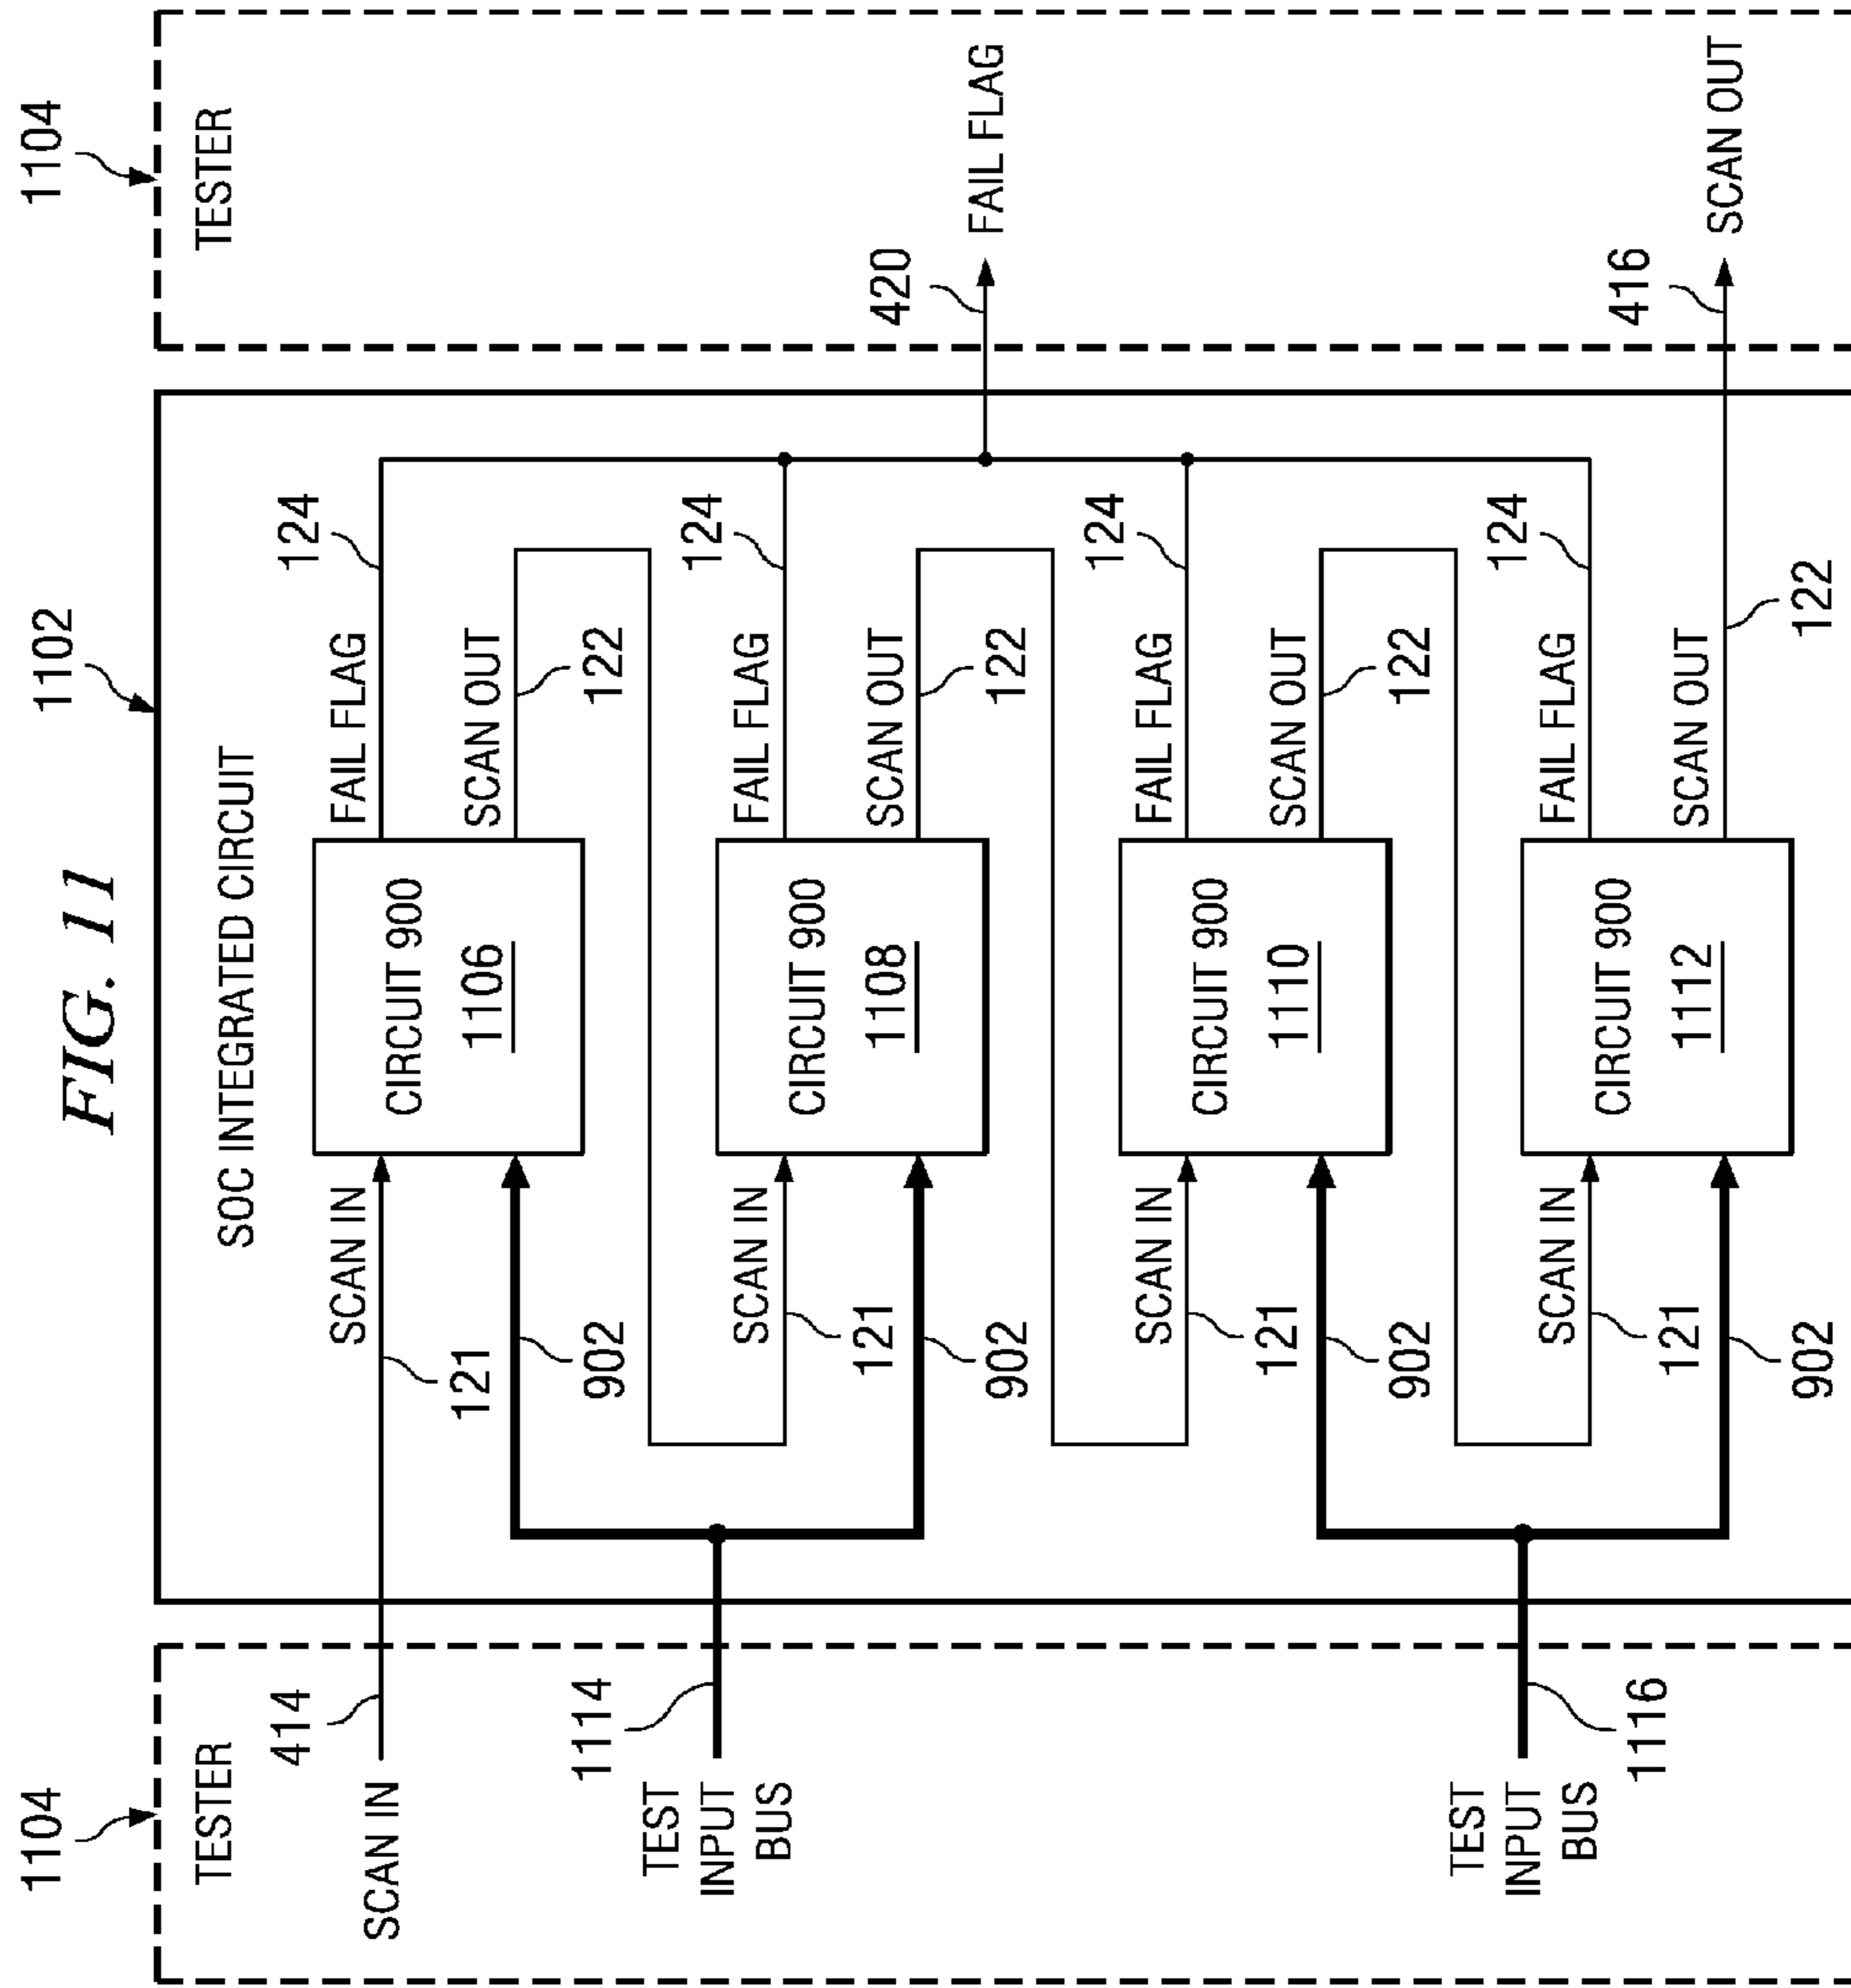 1104
1102
1104
FIG. 11
TESTER
SOC INTEGRATED CIRCUIT
TESTER
414
124
SCAN IN
SCAN IN
FAIL FLAG
CIRCUIT 900
121
1106
SCAN OUT
1114
902
122
TEST
INPUT
BUS
124
SCAN IN
FAIL FLAG
CIRCUIT 900
121
1108
SCAN OUT
420
FAIL FLAG
902
122
124
SCAN IN
FAIL FLAG
CIRCUIT 900
121
1110
SCAN OUT
902
122
TEST
INPUT
BUS
124
SCAN IN
FAIL FLAG
CIRCUIT 900
416
1116
121
1112
SCAN OUT
SCAN OUT
902
122